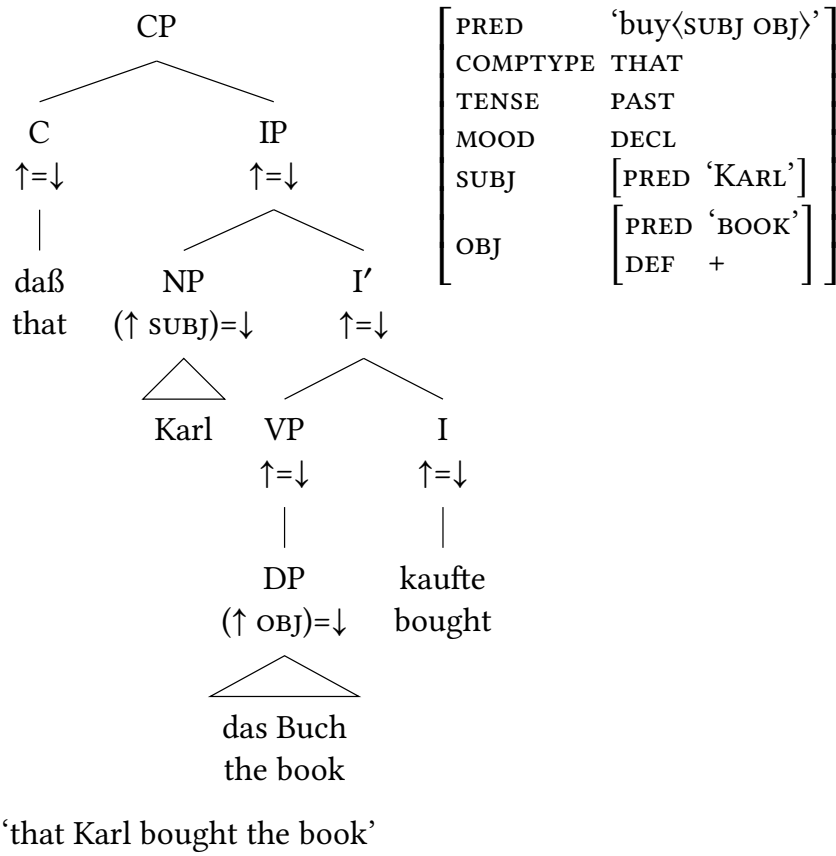 CP
C IP
↑=↓ ↑=↓
daß NP I′
that (↑ SUBJ)=↓ ↑=↓
Karl VP I
↑=↓ ↑=↓
DP kaufte
(↑ OBJ)=↓ bought
das Buch
the book
PRED ‘buy⟨SUBJ OBJ⟩’
COMPTYPE THAT
TENSE PAST
MOOD DECL
SUBJ [PRED ‘KARL’]
OBJ [PRED ‘BOOK’
DEF +]
‘that Karl bought the book’